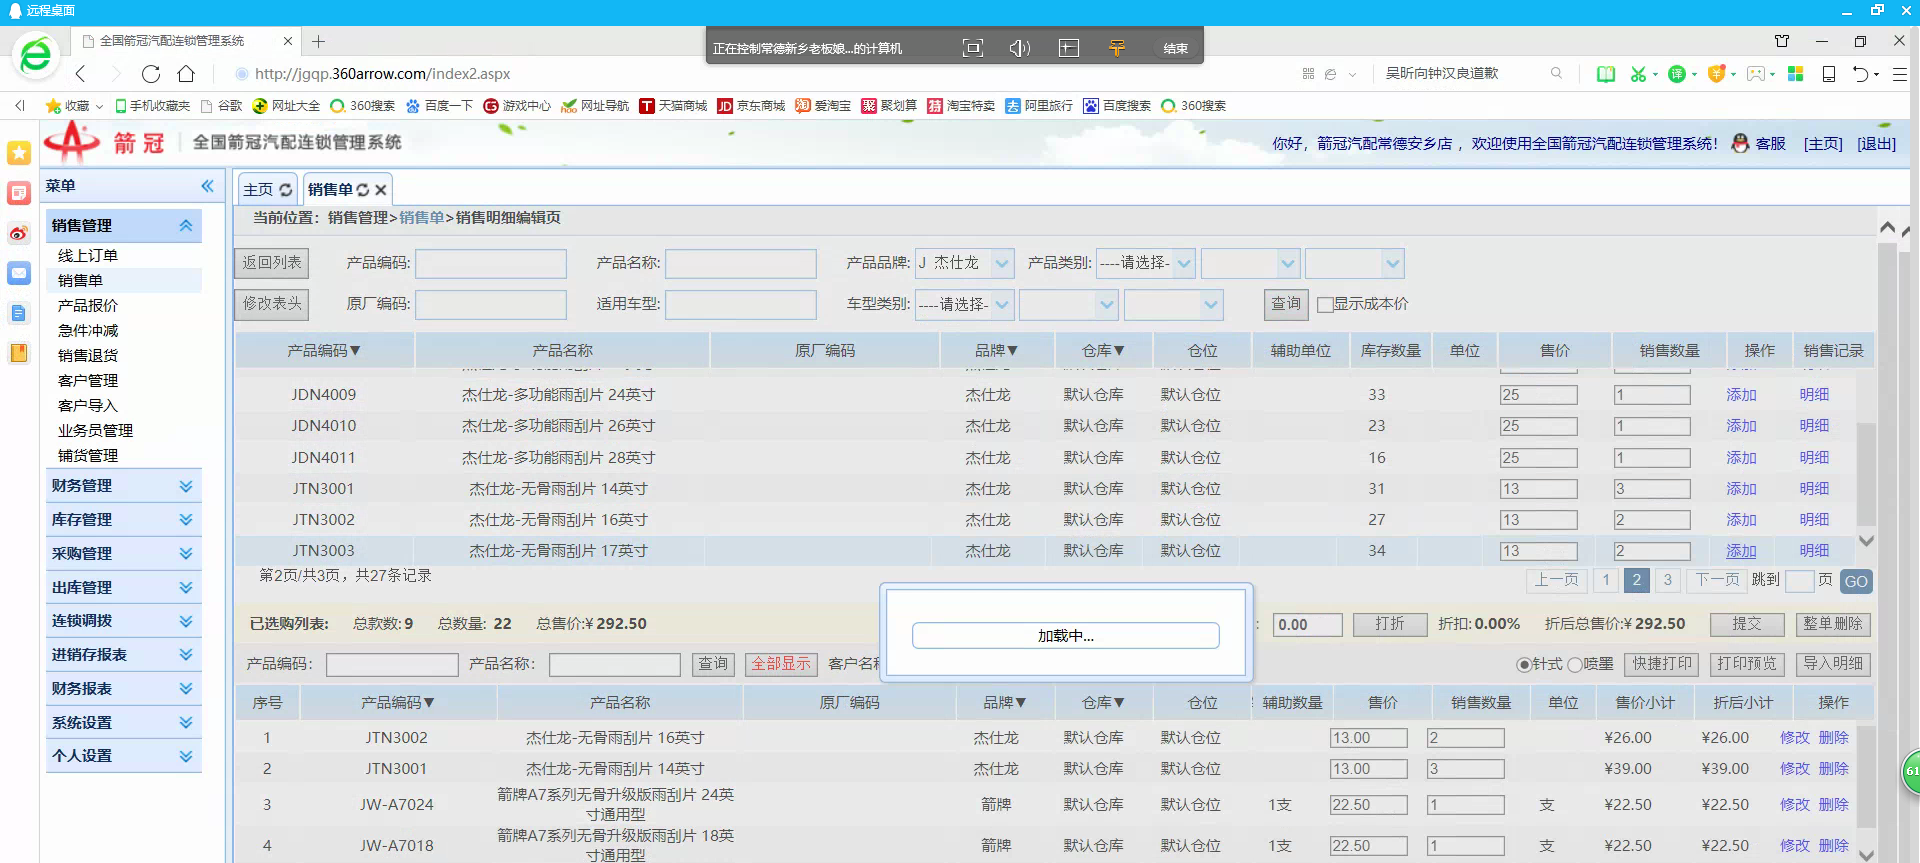 远程桌面
全国箭冠汽配连锁管理系统
正在控制常德新乡老板娘...的计算机 结束
http://jgqp.360arrow.com/index2.aspx 吴昕向钟汉良道歉
收藏 手机收藏夹 谷歌 网址大全 360搜索 百度一下 游戏中心 网址导航 天猫商城 京东商城 爱淘宝 聚划算 淘宝特卖 阿里旅行 百度搜索 360搜索
箭冠 全国箭冠汽配连锁管理系统 你好，箭冠汽配常德安乡店 ，欢迎使用全国箭冠汽配连锁管理系统! 客服 [主页] [退出]
菜单
主页 销售单
当前位置：销售管理>销售单>销售明细编辑页
销售管理
线上订单
销售单
产品报价
急件冲减
销售退货
客户管理
客户导入
业务员管理
铺货管理
财务管理
库存管理
采购管理
出库管理
连锁调拨
进销存报表
财务报表
系统设置
个人设置
返回列表 产品编码: 产品名称: 产品品牌: J 杰仕龙 产品类别: ----请选择-
修改表头 原厂编码: 适用车型: 车型类别: ----请选择- 查询 显示成本价
产品编码▼ 产品名称 原厂编码 品牌▼ 仓库▼ 仓位 辅助单位 库存数量 单位 售价 销售数量 操作 销售记录
JDN4009 杰仕龙-多功能雨刮片 24英寸 杰仕龙 默认仓库 默认仓位 33 25 1 添加 明细
JDN4010 杰仕龙-多功能雨刮片 26英寸 杰仕龙 默认仓库 默认仓位 23 25 1 添加 明细
JDN4011 杰仕龙-多功能雨刮片 28英寸 杰仕龙 默认仓库 默认仓位 16 25 1 添加 明细
JTN3001 杰仕龙-无骨雨刮片 14英寸 杰仕龙 默认仓库 默认仓位 31 13 3 添加 明细
JTN3002 杰仕龙-无骨雨刮片 16英寸 杰仕龙 默认仓库 默认仓位 27 13 2 添加 明细
JTN3003 杰仕龙-无骨雨刮片 17英寸 杰仕龙 默认仓库 默认仓位 34 13 2 添加 明细
第2页/共3页，共27条记录 上一页 1 2 3 下一页 跳到 页 GO
已选购列表: 总款数:9 总数量: 22 总售价:¥292.50 : 0.00 打折 折扣:0.00% 折后总售价:¥292.50 提交 整单删除
加载中...
产品编码: 产品名称: 查询 全部显示 客户名称 针式 喷墨 快捷打印 打印预览 导入明细
序号 产品编码▼ 产品名称 原厂编码 品牌▼ 仓库▼ 仓位 辅助数量 售价 销售数量 单位 售价小计 折后小计 操作
1 JTN3002 杰仕龙-无骨雨刮片 16英寸 杰仕龙 默认仓库 默认仓位 13.00 2 ¥26.00 ¥26.00 修改 删除
2 JTN3001 杰仕龙-无骨雨刮片 14英寸 杰仕龙 默认仓库 默认仓位 13.00 3 ¥39.00 ¥39.00 修改 删除
3 JW-A7024 箭牌A7系列无骨升级版雨刮片 24英寸通用型 箭牌 默认仓库 默认仓位 1支 22.50 1 支 ¥22.50 ¥22.50 修改 删除
4 JW-A7018 箭牌A7系列无骨升级版雨刮片 18英寸通用型 箭牌 默认仓库 默认仓位 1支 22.50 1 支 ¥22.50 ¥22.50 修改 删除
61